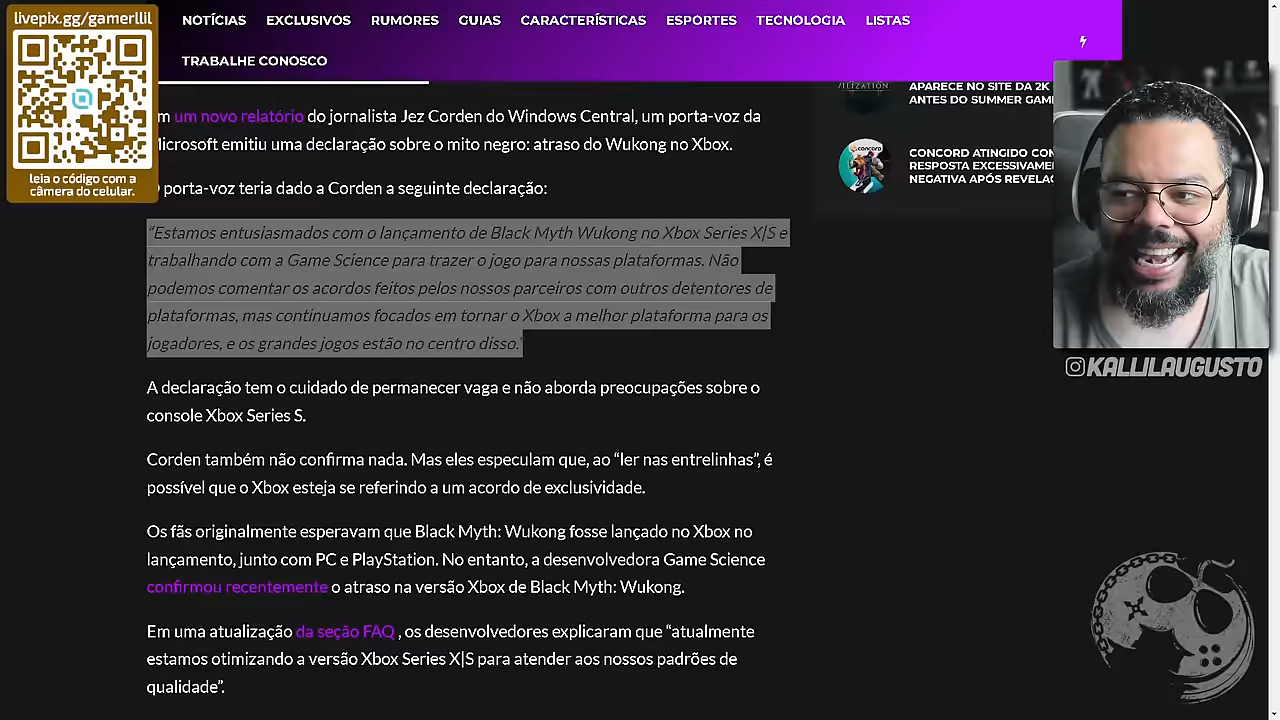 livepix.gg/gamerllll
leia o código com a
câmera do celular.
NOTÍCIAS EXCLUSIVOS RUMORES GUIAS CARACTERÍSTICAS ESPORTES TECNOLOGIA LISTAS
TRABALHE CONOSCO
um novo relatório do jornalista Jez Corden do Windows Central, um porta-voz da
Microsoft emitiu uma declaração sobre o mito negro: atraso do Wukong no Xbox.
porta-voz teria dado a Corden a seguinte declaração:
“Estamos entusiasmados com o lançamento de Black Myth Wukong no Xbox Series X|S e
trabalhando com a Game Science para trazer o jogo para nossas plataformas. Não
podemos comentar os acordos feitos pelos nossos parceiros com outros detentores de
plataformas, mas continuamos focados em tornar o Xbox a melhor plataforma para os
jogadores, e os grandes jogos estão no centro disso.”
A declaração tem o cuidado de permanecer vaga e não aborda preocupações sobre o
console Xbox Series S.
Corden também não confirma nada. Mas eles especulam que, ao “ler nas entrelinhas”, é
possível que o Xbox esteja se referindo a um acordo de exclusividade.
Os fãs originalmente esperavam que Black Myth: Wukong fosse lançado no Xbox no
lançamento, junto com PC e PlayStation. No entanto, a desenvolvedora Game Science
confirmou recentemente o atraso na versão Xbox de Black Myth: Wukong.
Em uma atualização da seção FAQ , os desenvolvedores explicaram que “atualmente
estamos otimizando a versão Xbox Series X|S para atender aos nossos padrões de
qualidade”.
APARECE NO SITE DA 2K
ANTES DO SUMMER GAM
CONCORD
CONCORD ATINGIDO CO
RESPOSTA EXCESSIVAME
NEGATIVA APÓS REVELAÇ
KALLILAUGUSTO